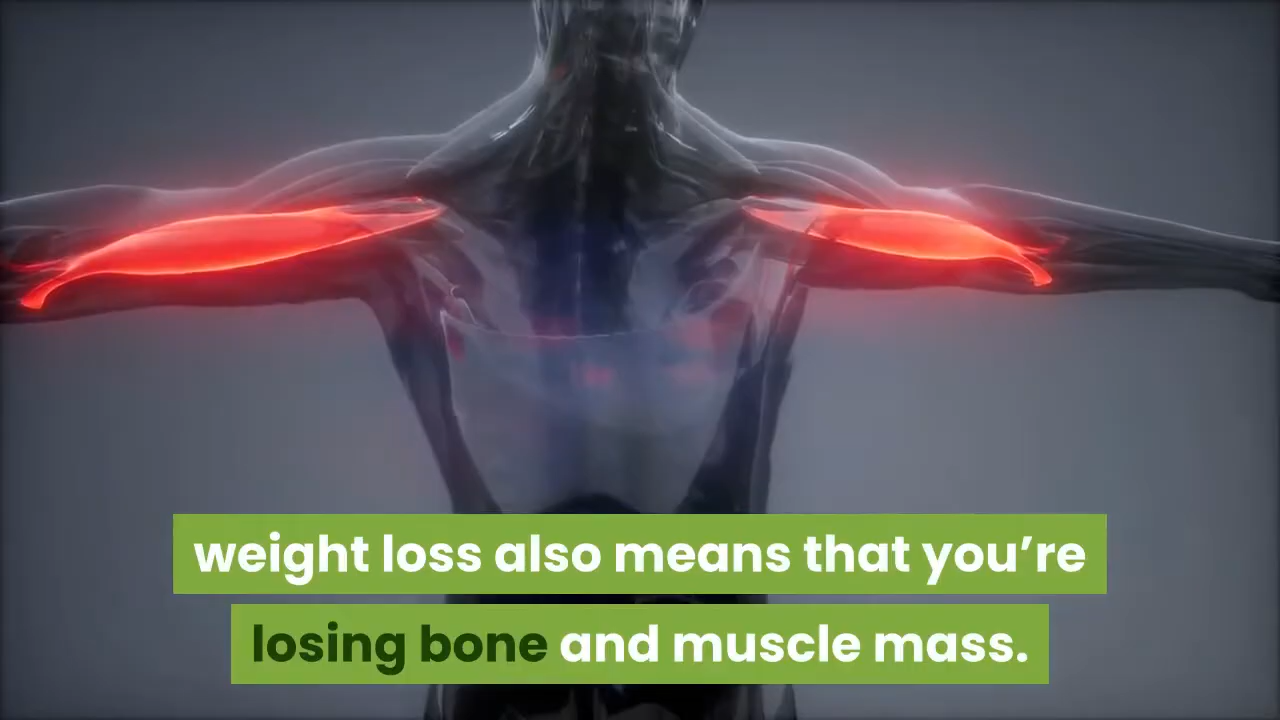 weight loss also means that you’re
losing bone and muscle mass.